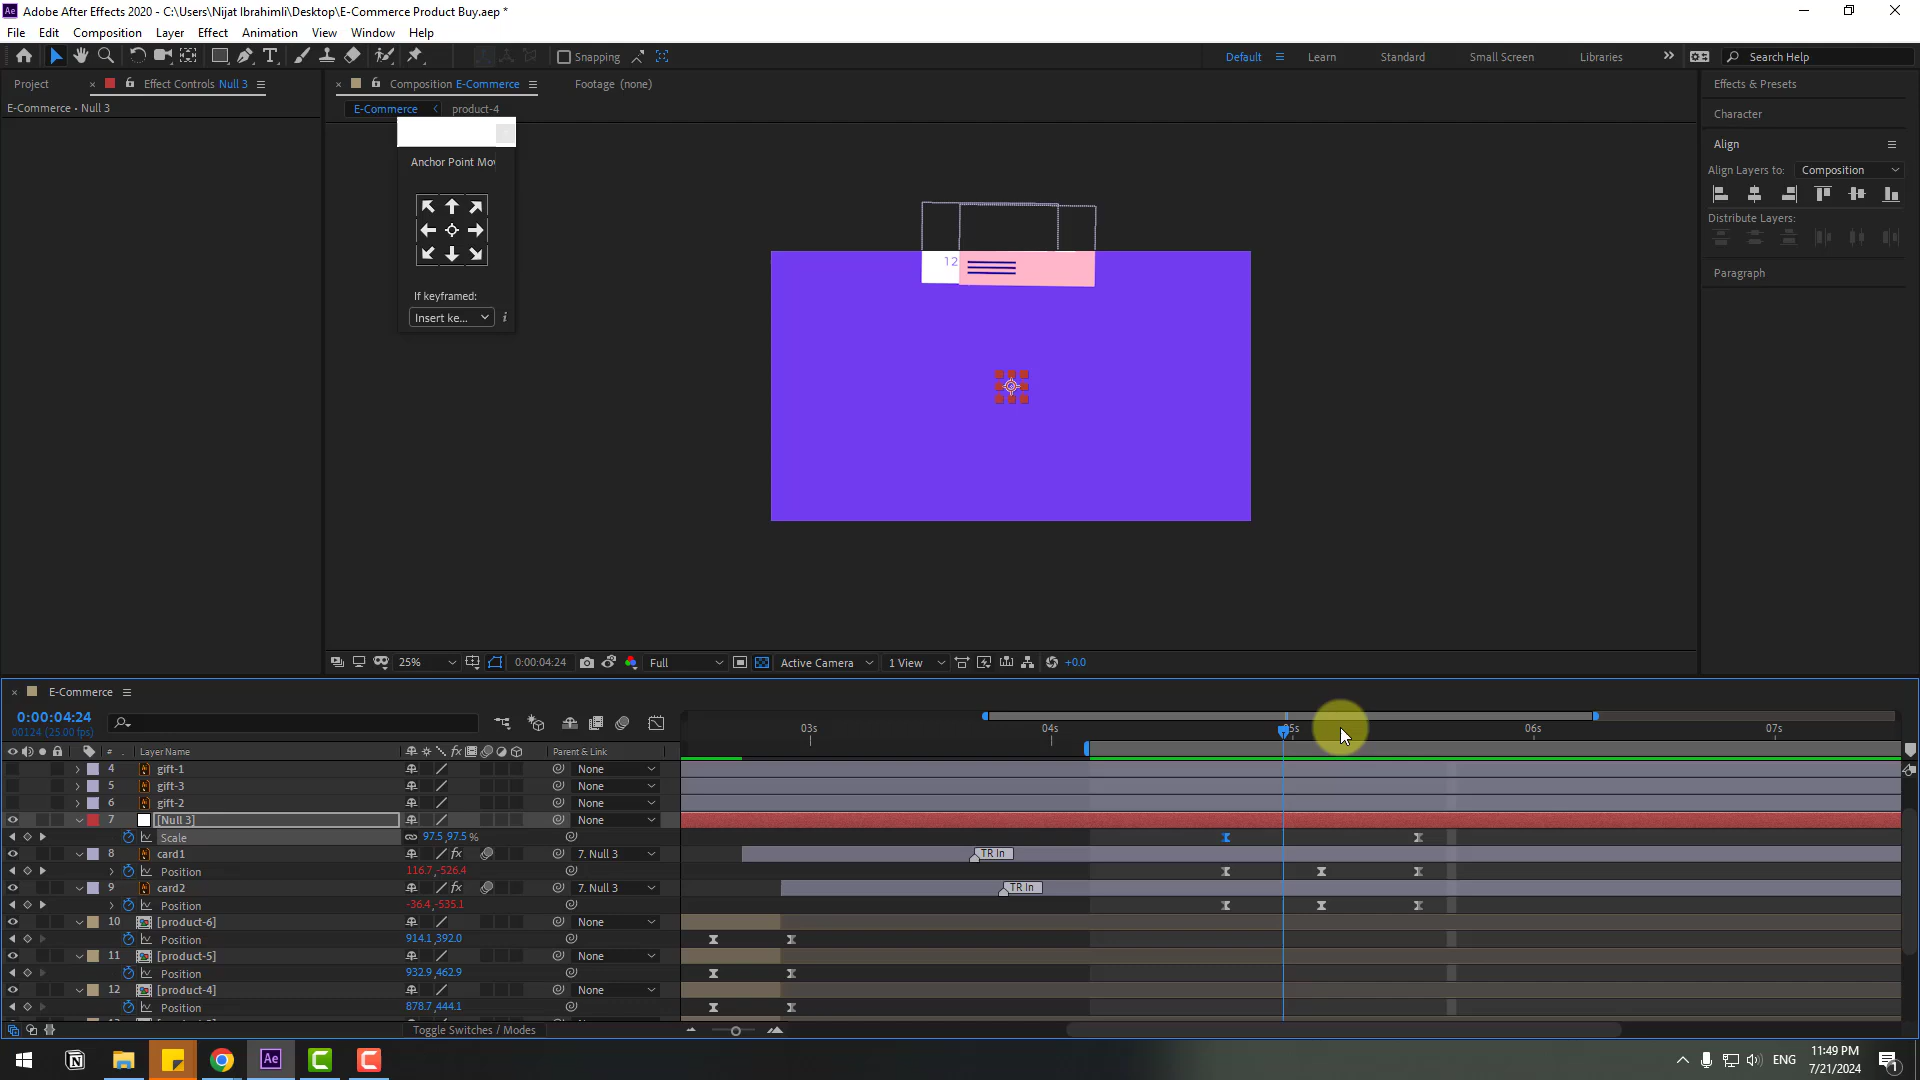 Adobe After Effects 2020 - C:\Users\Nijat Ibrahimli\Desktop\E-Commerce Product Buy.aep *
File Edit Composition Layer Effect Animation View Window Help
Snapping
Default Learn Standard Small Screen Libraries Search Help
Project Effect Controls Null 3
Composition E-Commerce Footage (none)
E-Commerce • Null 3
E-Commerce product-4
Anchor Point Mov
If keyframed:
Insert ke...
i
12
Effects & Presets
Character
Align
Align Layers to: Composition
Distribute Layers:
Paragraph
25% 0:00:04:24 Full Active Camera 1 View +0.0
E-Commerce
0:00:04:24
00124 (25.00 fps)
03s 04s 05s 06s 07s
# Layer Name fx Parent & Link
4 gift-1 None
5 gift-3 None
6 gift-2 None
7 [Null 3] None
Scale 97.5,97.5 %
8 card1 fx 7. Null 3 TR In
Position 116.7,-526.4
9 card2 fx 7. Null 3 TR In
Position -36.4,-535.1
10 [product-6] None
Position 914.1,392.0
11 [product-5] None
Position 932.9,462.9
12 [product-4] None
Position 878.7,444.1
Toggle Switches / Modes
ENG
11:49 PM
7/21/2024
1